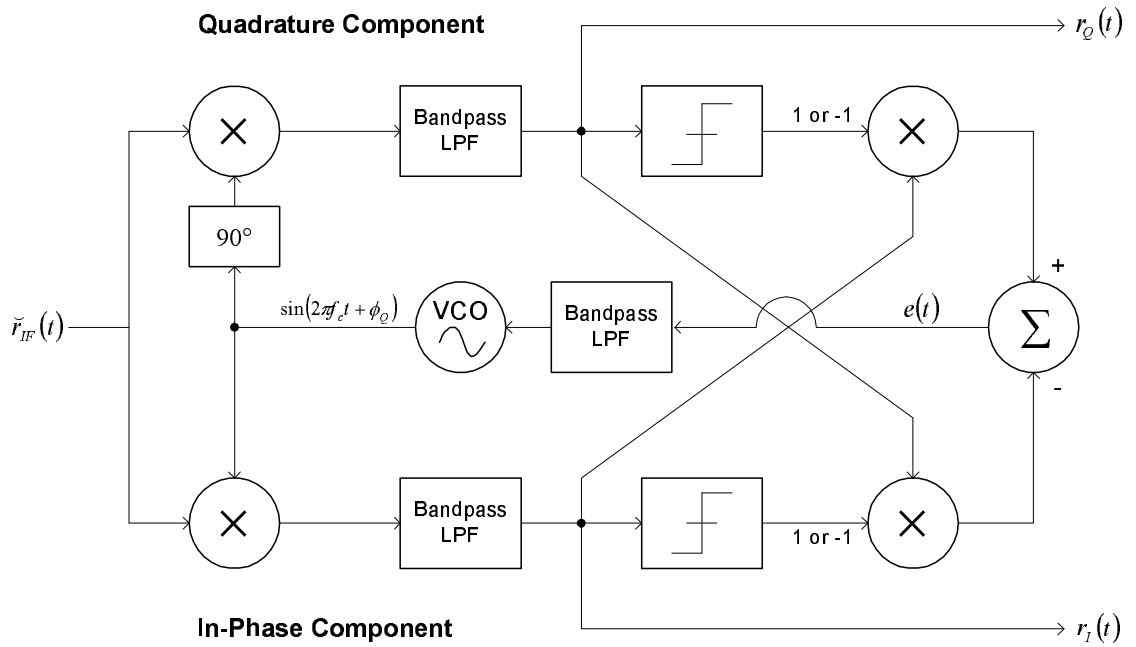 Quadrature Component
r_Q(t)
Bandpass
LPF
1 or -1
×
×
90°
+
sin(2πf_c t + ϕ_Q)
VCO
Bandpass
LPF
e(t)
Σ
r̆_IF(t)
-
×
Bandpass
LPF
1 or -1
×
In-Phase Component
r_I(t)